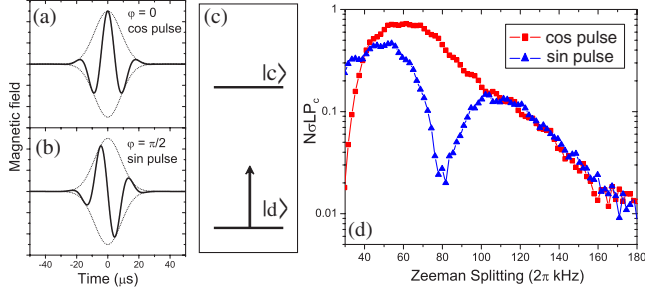 (a)
φ = 0
cos pulse
(b)
φ = π/2
sin pulse
Magnetic field
-40
-20
0
20
40
Time (μs)
(c)
|c⟩
|d⟩
NσLPc
1
0.1
0.01
cos pulse
sin pulse
(d)
40
60
80
100
120
140
160
180
Zeeman Splitting (2π kHz)